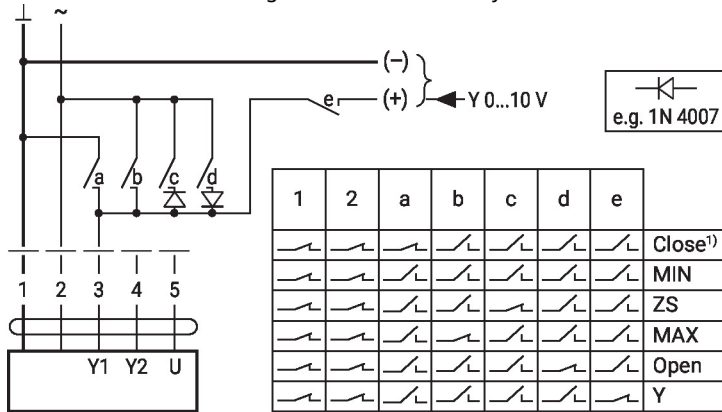 ⊥ ~
(–)
e (+) Y 0...10 V
e.g. 1N 4007
a b c d
1 2 a b c d e
Close¹⁾
MIN
ZS
MAX
Open
Y
1 2 3 4 5
Y1 Y2 U